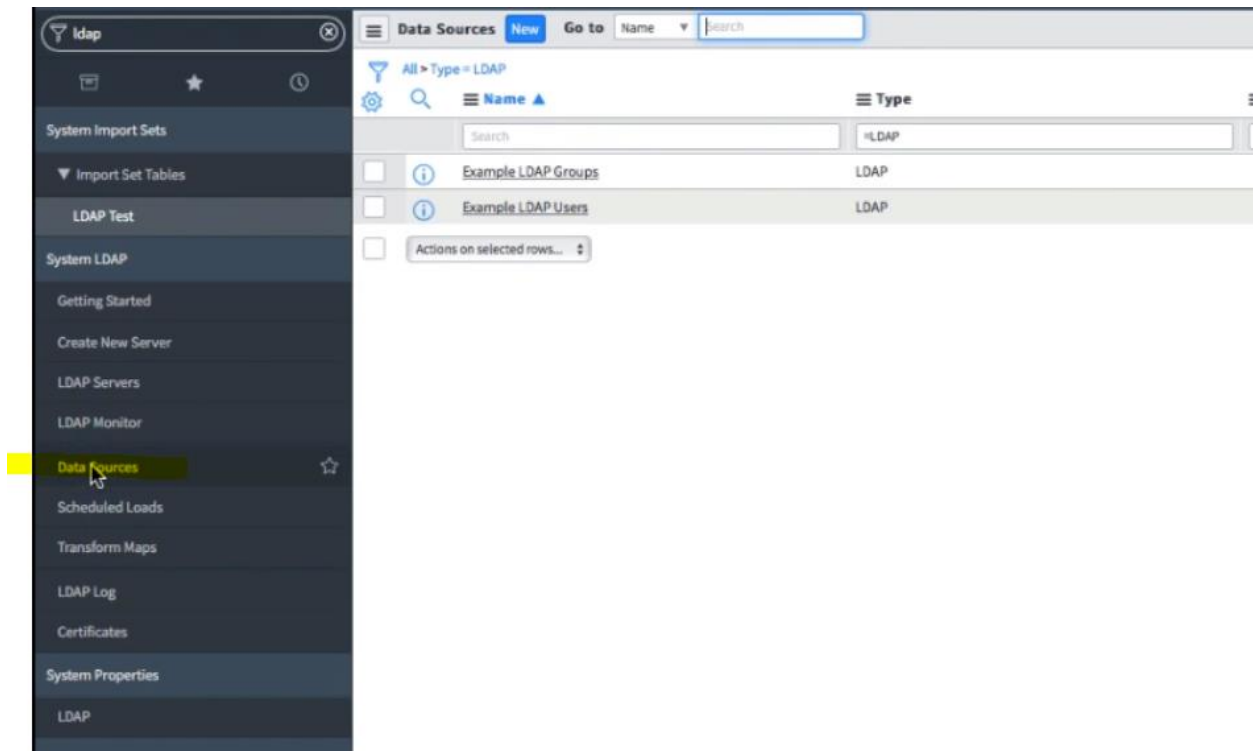 ldap
System Import Sets
Import Set Tables
LDAP Test
System LDAP
Getting Started
Create New Server
LDAP Servers
LDAP Monitor
Data Sources
Scheduled Loads
Transform Maps
LDAP Log
Certificates
System Properties
LDAP
Data Sources New Go to Name Search
All > Type = LDAP
Name Type
Search =LDAP
Example LDAP Groups LDAP
Example LDAP Users LDAP
Actions on selected rows...